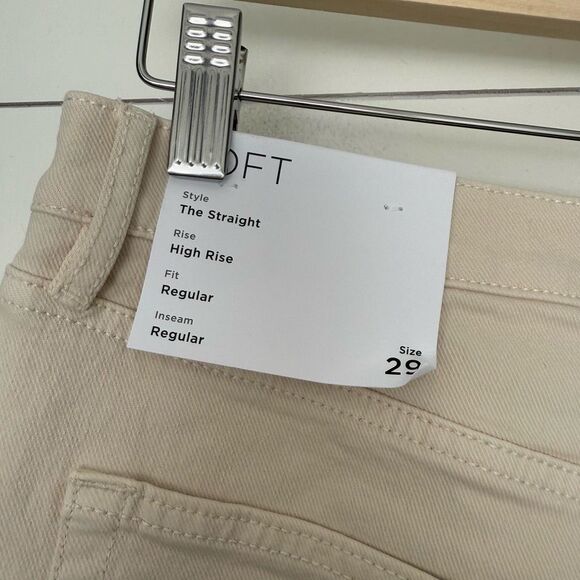 OFT
Style
The Straight
Rise
High Rise
Fit
Regular
Inseam
Regular
Size
29